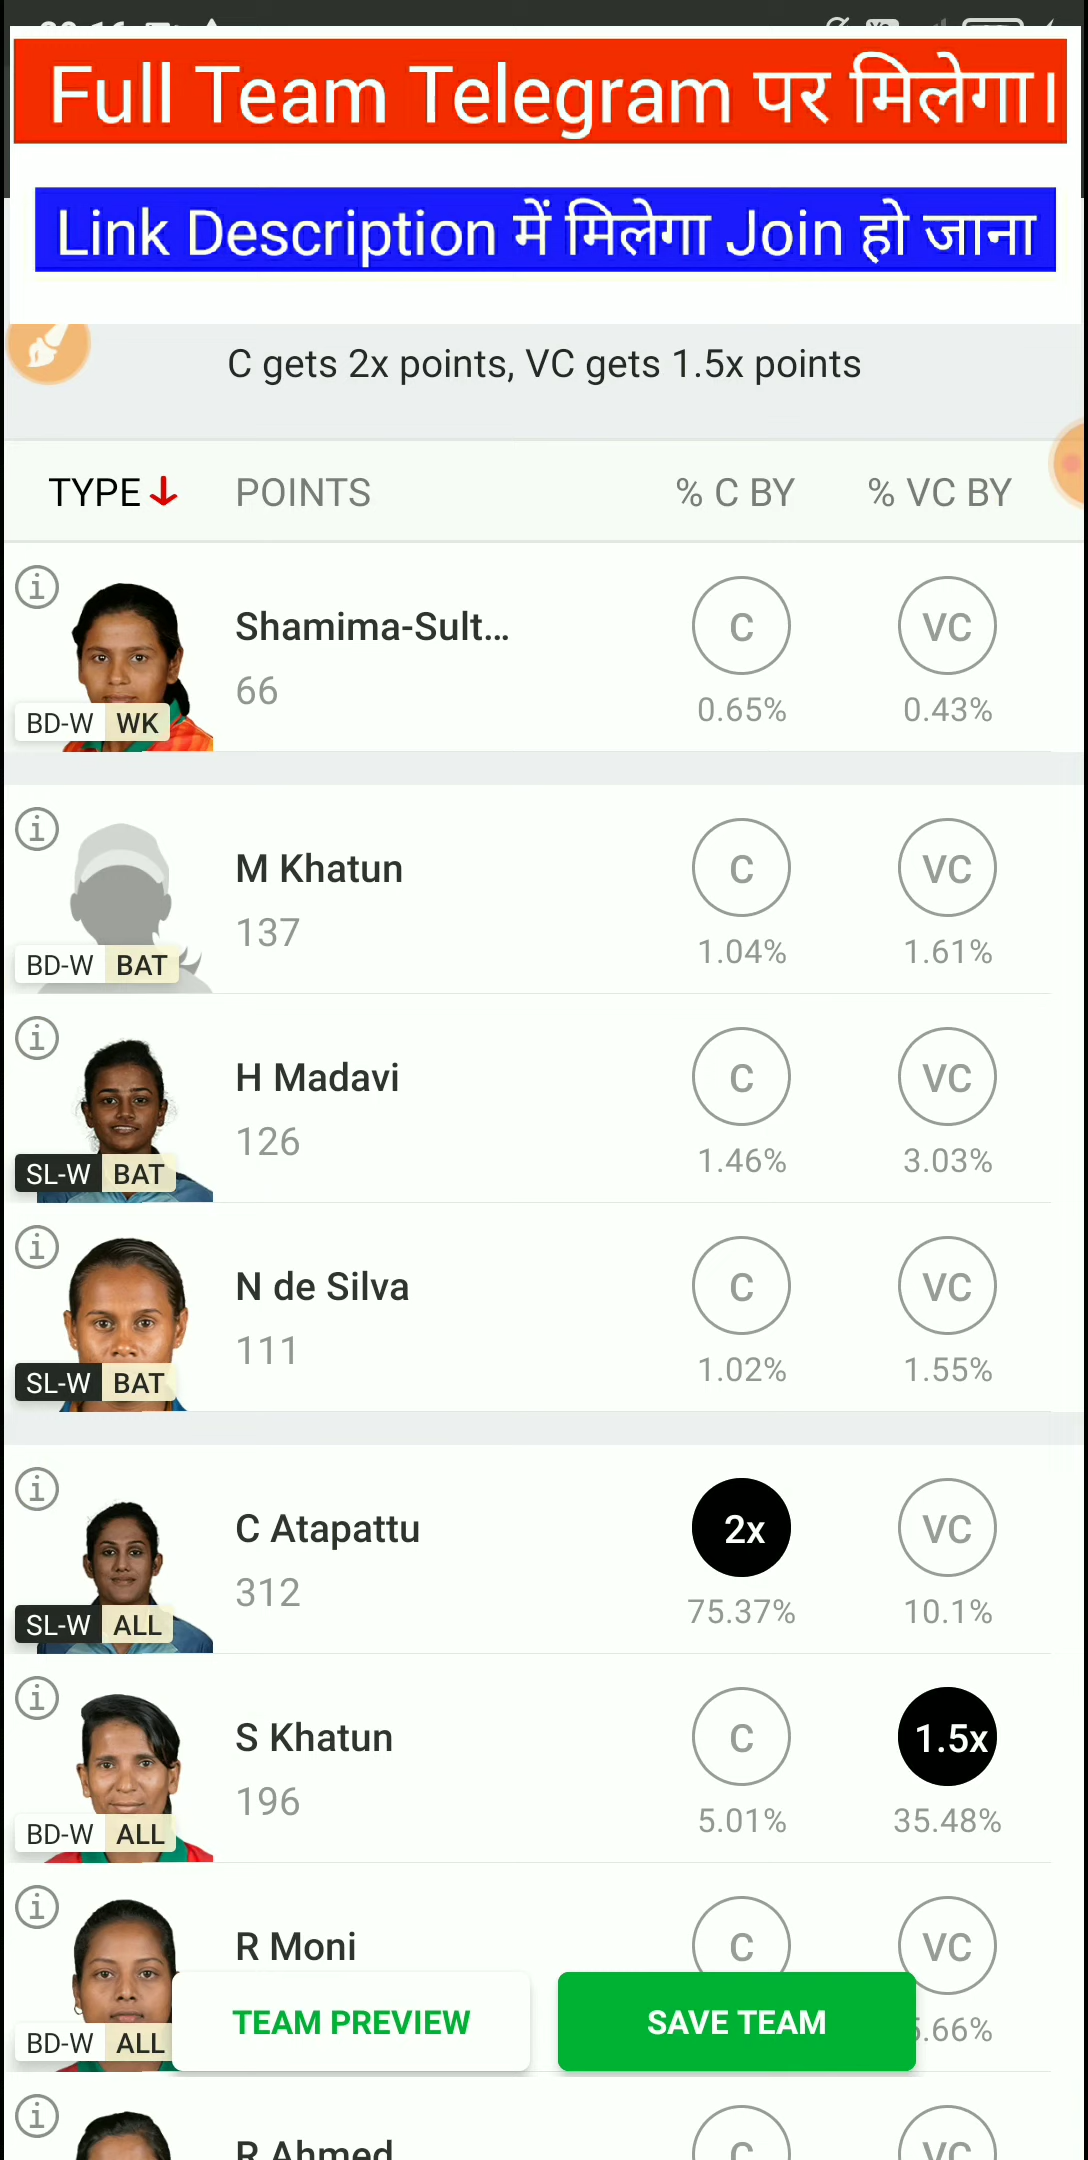 Full Team Telegram पर मिलेगा।
Link Description में मिलेगा Join हो जाना
C gets 2x points, VC gets 1.5x points
TYPE POINTS % C BY % VC BY
Shamima-Sult... C VC
66 0.65% 0.43%
BD-W WK
M Khatun C VC
137 1.04% 1.61%
BD-W BAT
H Madavi C VC
126 1.46% 3.03%
SL-W BAT
N de Silva C VC
111 1.02% 1.55%
SL-W BAT
C Atapattu 2x VC
312 75.37% 10.1%
SL-W ALL
S Khatun C 1.5x
196 5.01% 35.48%
BD-W ALL
R Moni C VC
TEAM PREVIEW SAVE TEAM .66%
BD-W ALL
R Ahmed C VC